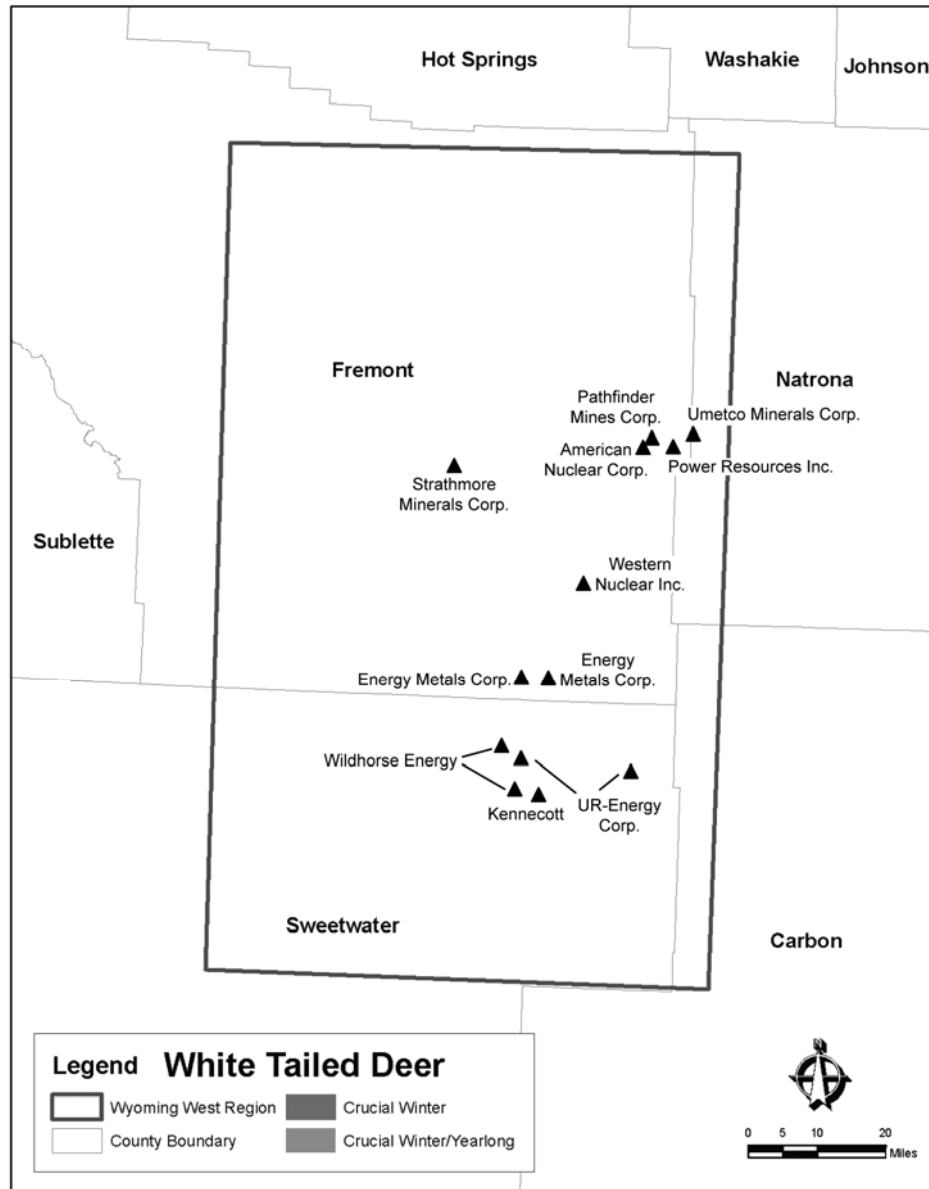 Hot Springs
Washakie
Johnson
Fremont
Natrona
Pathfinder
Mines Corp.
Umetco Minerals Corp.
American
Nuclear Corp.
Power Resources Inc.
Strathmore
Minerals Corp.
Sublette
Western
Nuclear Inc.
Energy Metals Corp.
Energy
Metals Corp.
Wildhorse Energy
Kennecott
UR-Energy
Corp.
Sweetwater
Carbon
Legend White Tailed Deer
Wyoming West Region
Crucial Winter
County Boundary
Crucial Winter/Yearlong
N
0 5 10 20
Miles